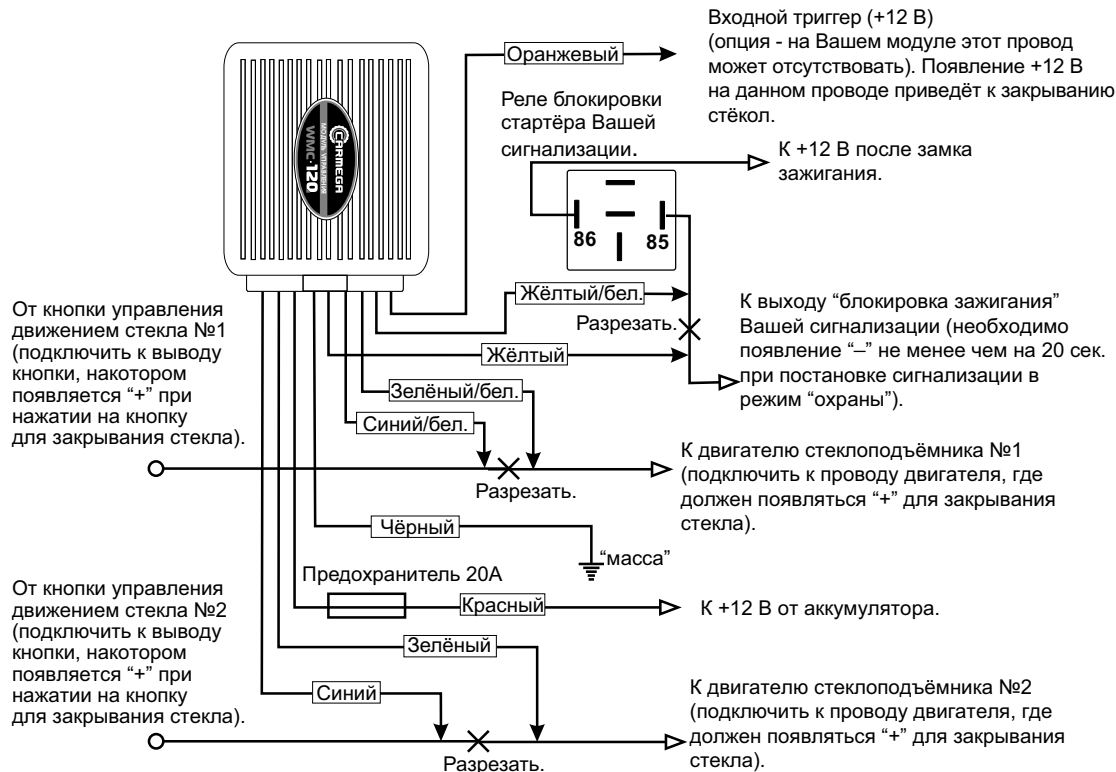 Оранжевый
Входной триггер (+12 В)
(опция - на Вашем модуле этот провод
может отсутствовать). Появление +12 В
на данном проводе приведёт к закрыванию
стёкол.
Реле блокировки
стартёра Вашей
сигнализации.
К +12 В после замка
зажигания.
CARMEGA
МОДУЛЬ УПРАВЛЕНИЯ
WMC-120
86
85
Жёлтый/бел.
Разрезать.
Жёлтый
К выходу “блокировка зажигания”
Вашей сигнализации (необходимо
появление “–” не менее чем на 20 сек.
при постановке сигнализации в
режим “охраны”).
От кнопки управления
движением стекла №1
(подключить к выводу
кнопки, накотором
появляется “+” при
нажатии на кнопку
для закрывания стекла).
Зелёный/бел.
Синий/бел.
Разрезать.
К двигателю стеклоподъёмника №1
(подключить к проводу двигателя, где
должен появляться “+” для закрывания
стекла).
Чёрный
“масса”
Предохранитель 20А
Красный
К +12 В от аккумулятора.
От кнопки управления
движением стекла №2
(подключить к выводу
кнопки, накотором
появляется “+” при
нажатии на кнопку
для закрывания стекла).
Зелёный
Синий
Разрезать.
К двигателю стеклоподъёмника №2
(подключить к проводу двигателя, где
должен появляться “+” для закрывания
стекла).